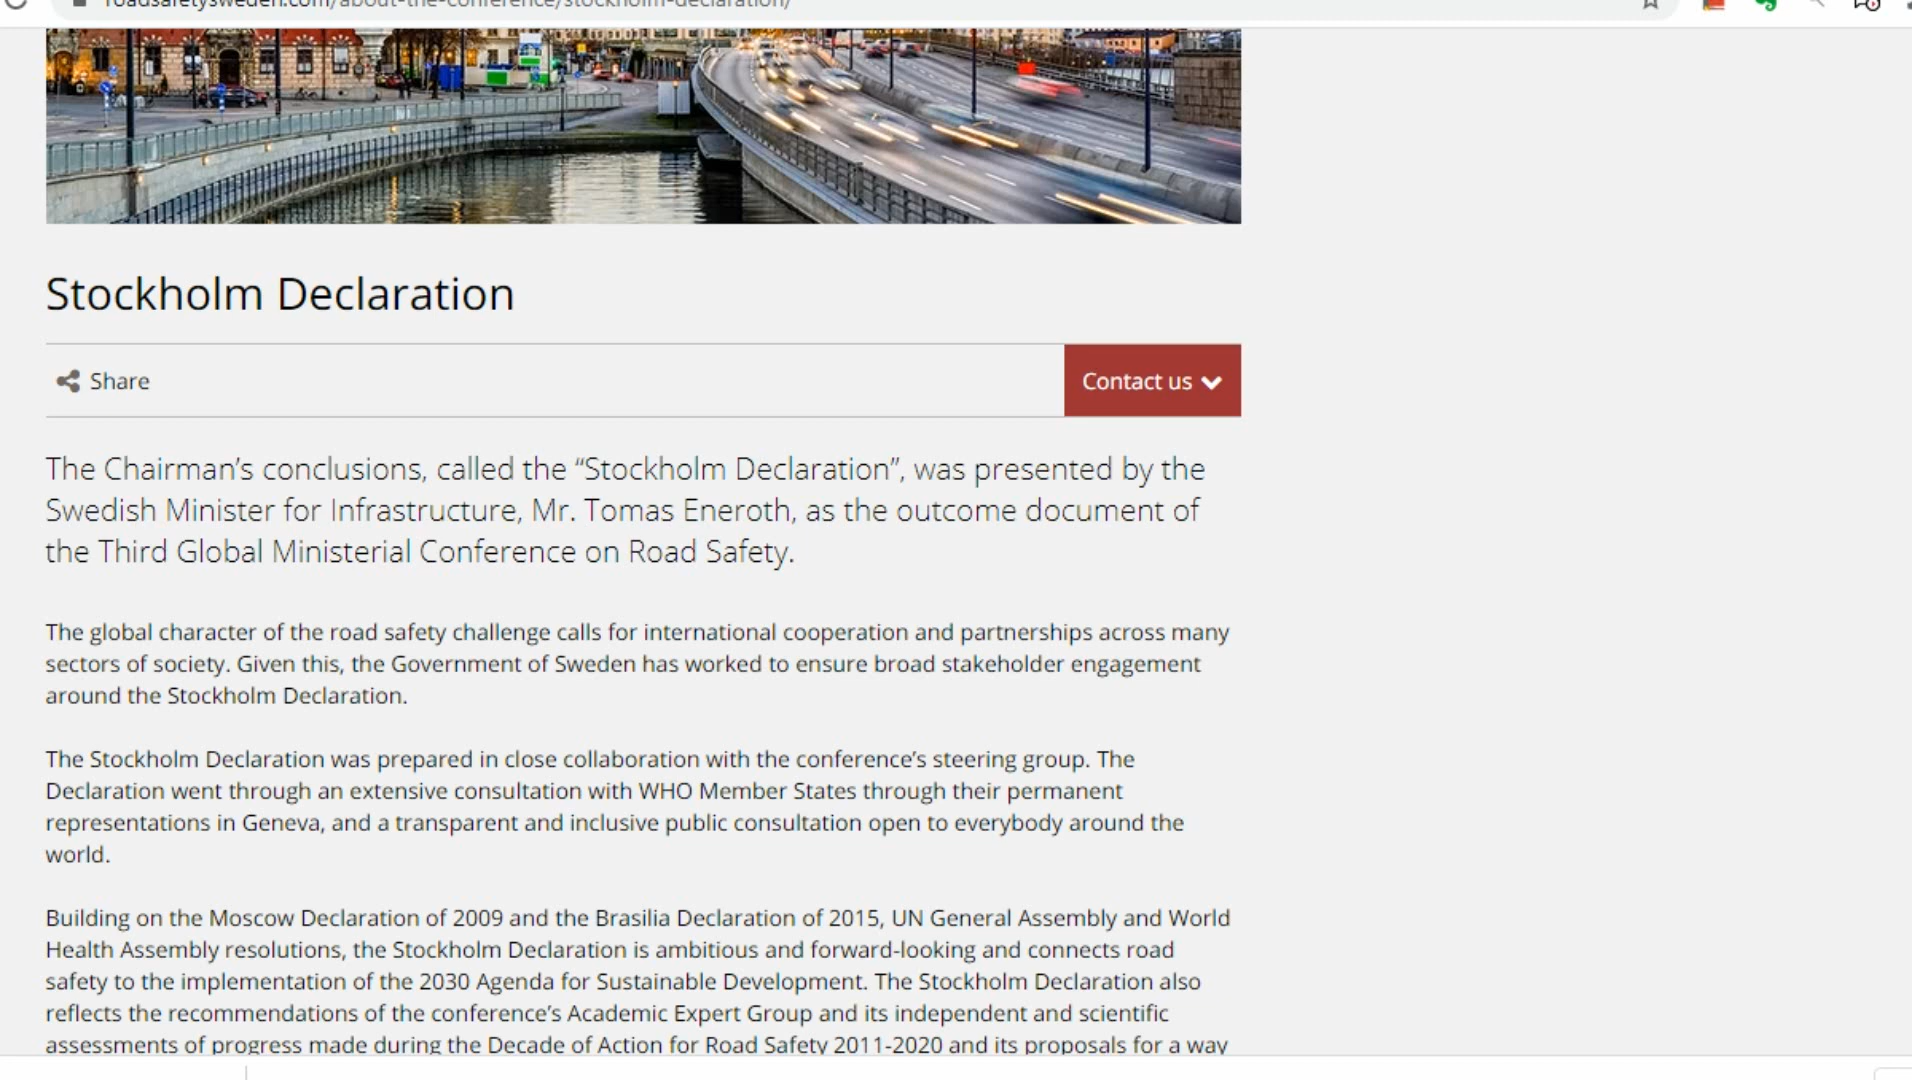 roadsafetysweden.com/about-the-conference/stockholm-declaration/
Stockholm Declaration
Share
Contact us
The Chairman’s conclusions, called the “Stockholm Declaration”, was presented by the
Swedish Minister for Infrastructure, Mr. Tomas Eneroth, as the outcome document of
the Third Global Ministerial Conference on Road Safety.
The global character of the road safety challenge calls for international cooperation and partnerships across many
sectors of society. Given this, the Government of Sweden has worked to ensure broad stakeholder engagement
around the Stockholm Declaration.
The Stockholm Declaration was prepared in close collaboration with the conference’s steering group. The
Declaration went through an extensive consultation with WHO Member States through their permanent
representations in Geneva, and a transparent and inclusive public consultation open to everybody around the
world.
Building on the Moscow Declaration of 2009 and the Brasilia Declaration of 2015, UN General Assembly and World
Health Assembly resolutions, the Stockholm Declaration is ambitious and forward-looking and connects road
safety to the implementation of the 2030 Agenda for Sustainable Development. The Stockholm Declaration also
reflects the recommendations of the conference’s Academic Expert Group and its independent and scientific
assessments of progress made during the Decade of Action for Road Safety 2011-2020 and its proposals for a way